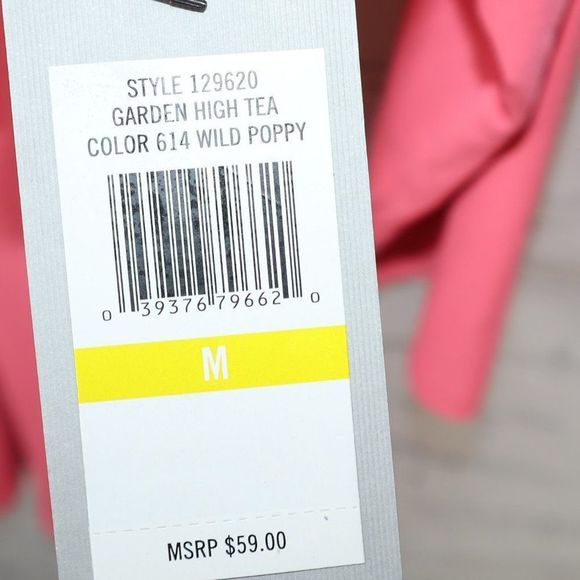 STYLE 129620
GARDEN HIGH TEA
COLOR 614 WILD POPPY
0 39376 79662 0
M
MSRP $59.00